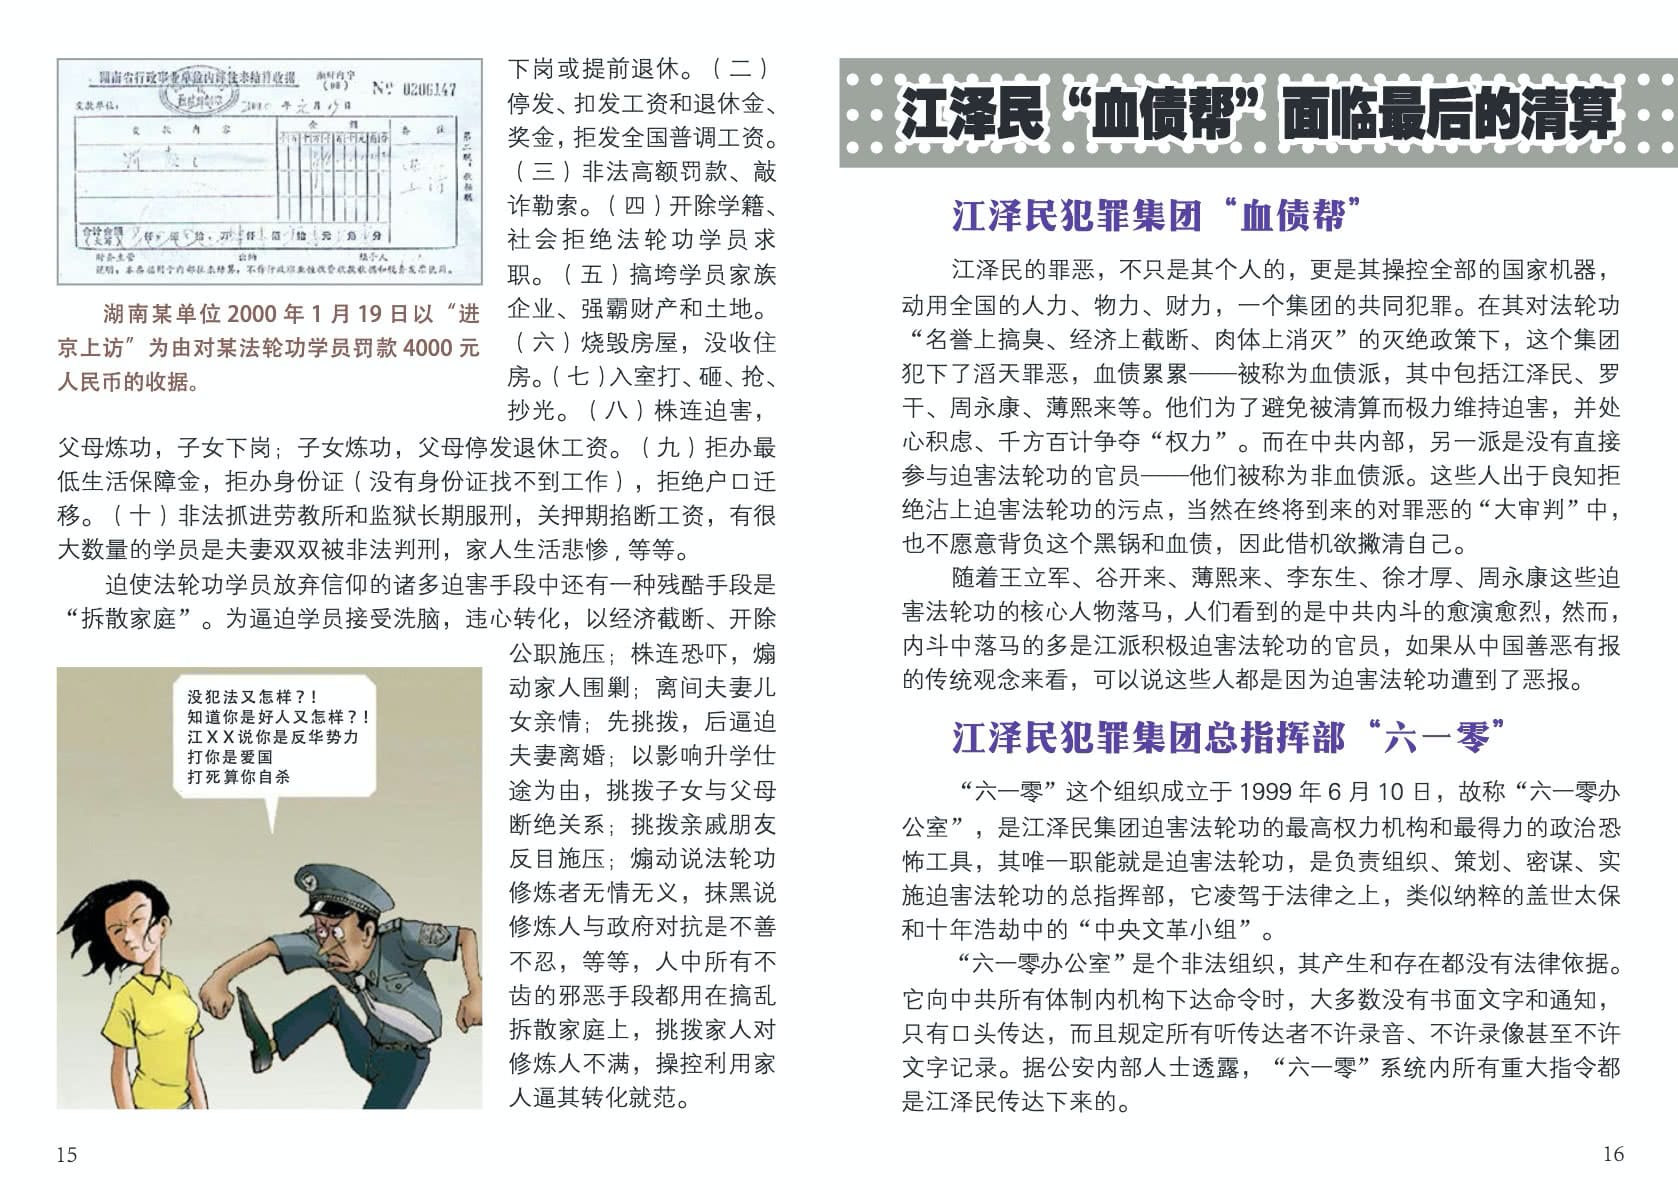 湖南省行政事业单位内部往来结算收据
№ 0206147
交款单位：
2000 年 元 月 19 日
交 款 内 容
金 额
备 注
合计金额
(大写)
仟 佰 拾 万 仟 佰 拾 元 角 分
财会主管
出纳
经手人
湖南某单位 2000 年 1 月 19 日以“进
京上访”为由对某法轮功学员罚款 4000 元
人民币的收据。
下岗或提前退休。（二）
停发、扣发工资和退休金、
奖金，拒发全国普调工资。
（三）非法高额罚款、敲
诈勒索。（四）开除学籍、
社会拒绝法轮功学员求
职。（五）搞垮学员家族
企业、强霸财产和土地。
（六）烧毁房屋，没收住
房。（七）入室打、砸、抢、
抄光。（八）株连迫害，
父母炼功，子女下岗；子女炼功，父母停发退休工资。（九）拒办最
低生活保障金，拒办身份证（没有身份证找不到工作），拒绝户口迁
移。（十）非法抓进劳教所和监狱长期服刑，关押期掐断工资，有很
大数量的学员是夫妻双双被非法判刑，家人生活悲惨,等等。
迫使法轮功学员放弃信仰的诸多迫害手段中还有一种残酷手段是
“拆散家庭”。为逼迫学员接受洗脑，违心转化，以经济截断、开除
公职施压；株连恐吓，煽
动家人围剿；离间夫妻儿
女亲情；先挑拨，后逼迫
夫妻离婚；以影响升学仕
途为由，挑拨子女与父母
断绝关系；挑拨亲戚朋友
反目施压；煽动说法轮功
修炼者无情无义，抹黑说
修炼人与政府对抗是不善
不忍，等等，人中所有不
齿的邪恶手段都用在搞乱
拆散家庭上，挑拨家人对
修炼人不满，操控利用家
人逼其转化就范。
没犯法又怎样？！
知道你是好人又怎样？！
江XX说你是反华势力
打你是爱国
打死算你自杀
15
江泽民“血债帮”面临最后的清算
江泽民犯罪集团“血债帮”
江泽民的罪恶，不只是其个人的，更是其操控全部的国家机器，
动用全国的人力、物力、财力，一个集团的共同犯罪。在其对法轮功
“名誉上搞臭、经济上截断、肉体上消灭”的灭绝政策下，这个集团
犯下了滔天罪恶，血债累累——被称为血债派，其中包括江泽民、罗
干、周永康、薄熙来等。他们为了避免被清算而极力维持迫害，并处
心积虑、千方百计争夺“权力”。而在中共内部，另一派是没有直接
参与迫害法轮功的官员——他们被称为非血债派。这些人出于良知拒
绝沾上迫害法轮功的污点，当然在终将到来的对罪恶的“大审判”中，
也不愿意背负这个黑锅和血债，因此借机欲撇清自己。
随着王立军、谷开来、薄熙来、李东生、徐才厚、周永康这些迫
害法轮功的核心人物落马，人们看到的是中共内斗的愈演愈烈，然而，
内斗中落马的多是江派积极迫害法轮功的官员，如果从中国善恶有报
的传统观念来看，可以说这些人都是因为迫害法轮功遭到了恶报。
江泽民犯罪集团总指挥部“六一零”
“六一零”这个组织成立于 1999 年 6 月 10 日，故称“六一零办
公室”，是江泽民集团迫害法轮功的最高权力机构和最得力的政治恐
怖工具，其唯一职能就是迫害法轮功，是负责组织、策划、密谋、实
施迫害法轮功的总指挥部，它凌驾于法律之上，类似纳粹的盖世太保
和十年浩劫中的“中央文革小组”。
“六一零办公室”是个非法组织，其产生和存在都没有法律依据。
它向中共所有体制内机构下达命令时，大多数没有书面文字和通知，
只有口头传达，而且规定所有听传达者不许录音、不许录像甚至不许
文字记录。据公安内部人士透露，“六一零”系统内所有重大指令都
是江泽民传达下来的。
16